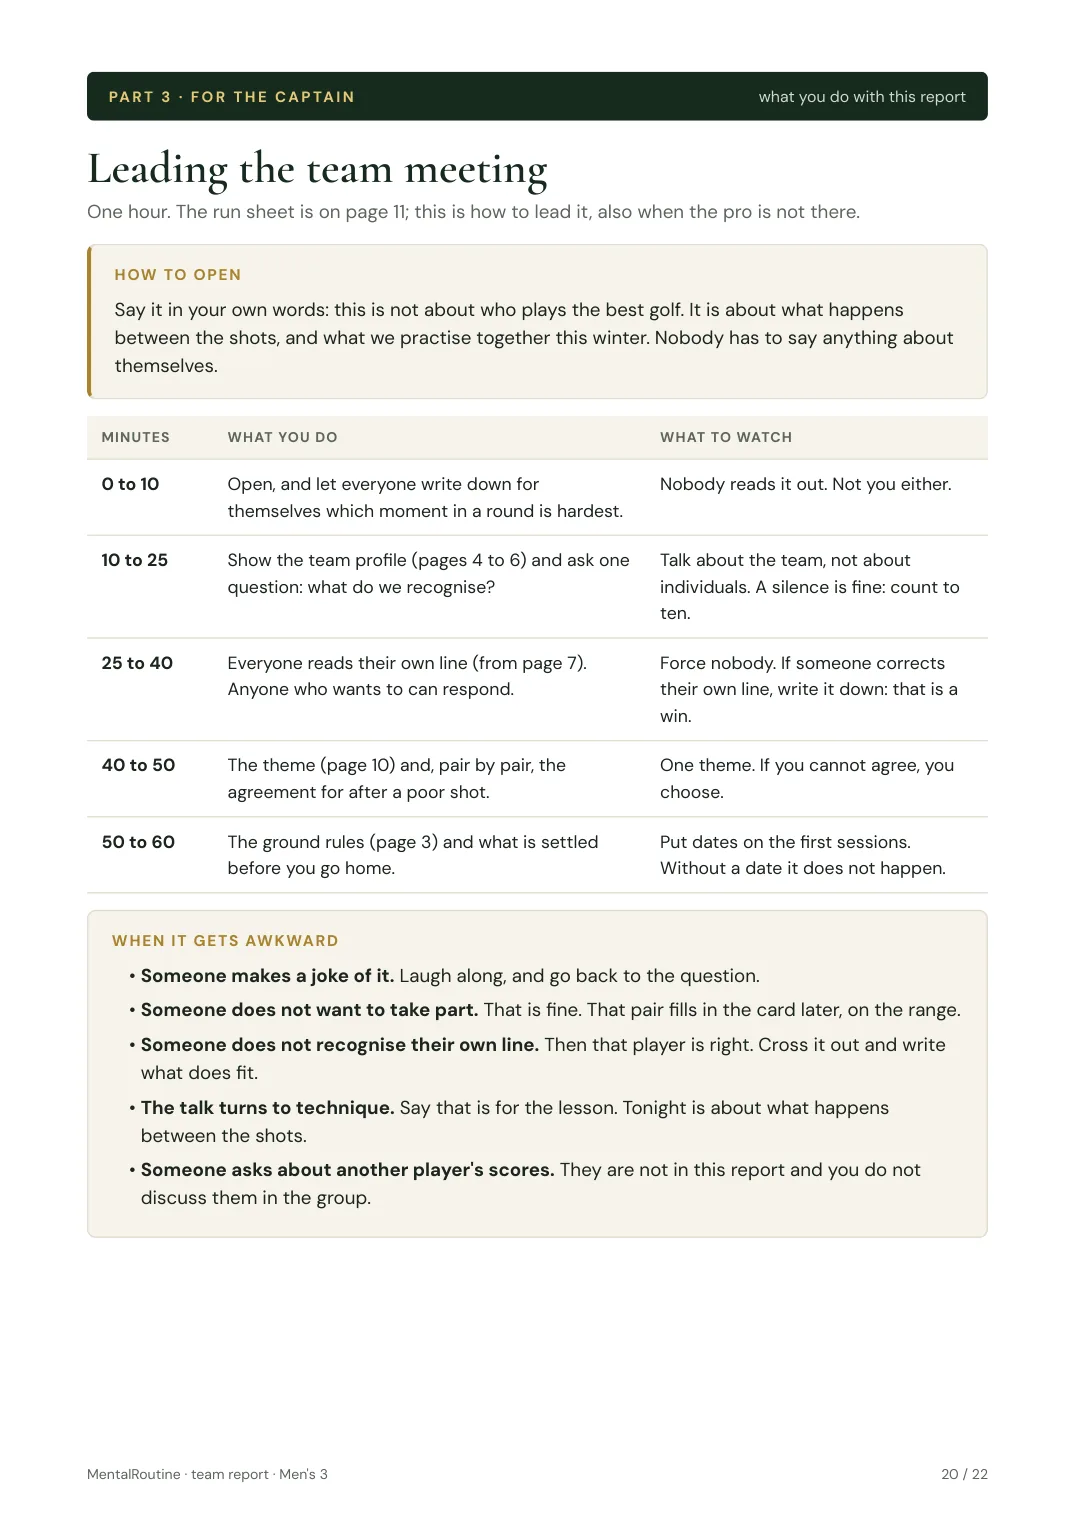 PART 3 · FOR THE CAPTAIN
what you do with this report
Leading the team meeting
One hour. The run sheet is on page 11; this is how to lead it, also when the pro is not there.
HOW TO OPEN
Say it in your own words: this is not about who plays the best golf. It is about what happens
between the shots, and what we practise together this winter. Nobody has to say anything about
themselves.
MINUTES
WHAT YOU DO
WHAT TO WATCH
0 to 10
Open, and let everyone write down for
themselves which moment in a round is hardest.
Nobody reads it out. Not you either.
10 to 25
Show the team profile (pages 4 to 6) and ask one
question: what do we recognise?
Talk about the team, not about
individuals. A silence is fine: count to
ten.
25 to 40
Everyone reads their own line (from page 7).
Anyone who wants to can respond.
Force nobody. If someone corrects
their own line, write it down: that is a
win.
40 to 50
The theme (page 10) and, pair by pair, the
agreement for after a poor shot.
One theme. If you cannot agree, you
choose.
50 to 60
The ground rules (page 3) and what is settled
before you go home.
Put dates on the first sessions.
Without a date it does not happen.
WHEN IT GETS AWKWARD
• Someone makes a joke of it. Laugh along, and go back to the question.
• Someone does not want to take part. That is fine. That pair fills in the card later, on the range.
• Someone does not recognise their own line. Then that player is right. Cross it out and write
what does fit.
• The talk turns to technique. Say that is for the lesson. Tonight is about what happens
between the shots.
• Someone asks about another player's scores. They are not in this report and you do not
discuss them in the group.
MentalRoutine · team report · Men's 3
20 / 22